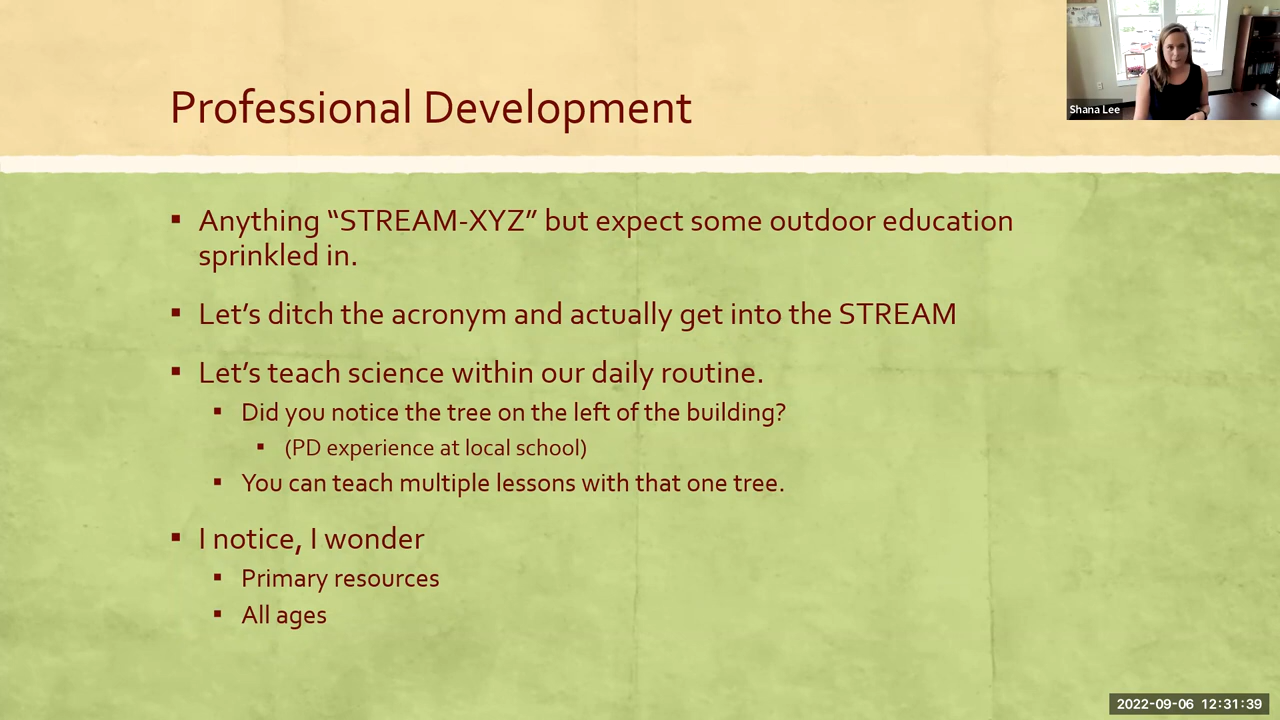 Professional Development
Shana Lee
▪ Anything “STREAM-XYZ” but expect some outdoor education
sprinkled in.
▪ Let’s ditch the acronym and actually get into the STREAM
▪ Let’s teach science within our daily routine.
▪ Did you notice the tree on the left of the building?
▪ (PD experience at local school)
▪ You can teach multiple lessons with that one tree.
▪ I notice, I wonder
▪ Primary resources
▪ All ages
2022-09-06 12:31:39